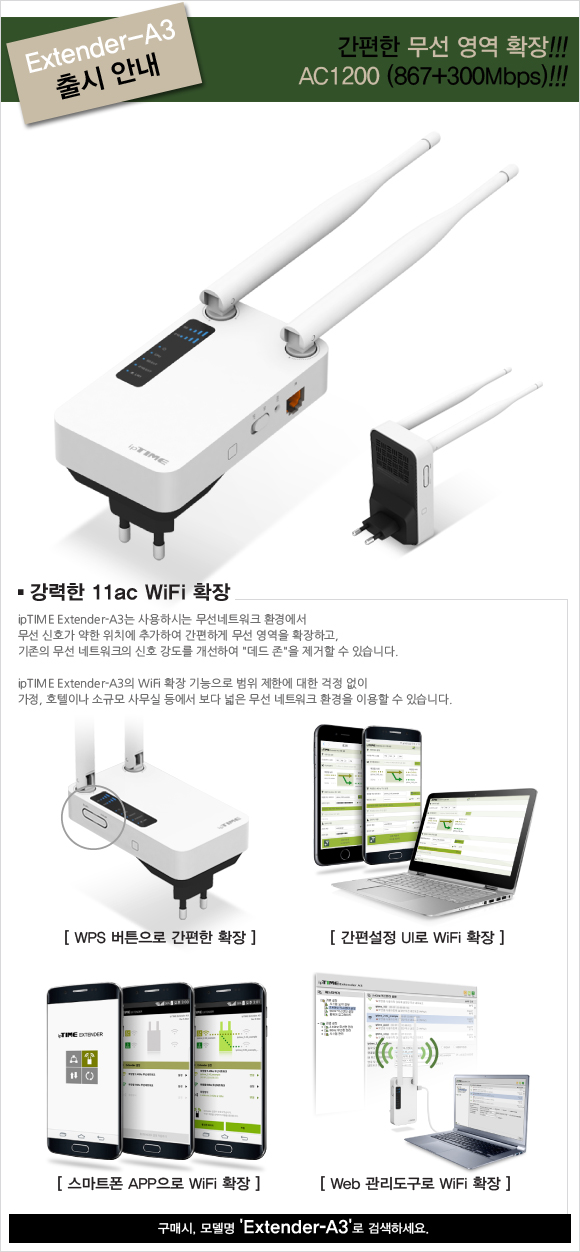 Extender-A3
출시 안내
간편한 무선 영역 확장!!!
AC1200 (867+300Mbps)!!!
ipTIME
■ 강력한 11ac WiFi 확장
ipTIME Extender-A3는 사용하시는 무선네트워크 환경에서
무선 신호가 약한 위치에 추가하여 간편하게 무선 영역을 확장하고,
기존의 무선 네트워크의 신호 강도를 개선하여 "데드 존"을 제거할 수 있습니다.
ipTIME Extender-A3의 WiFi 확장 기능으로 범위 제한에 대한 걱정 없이
가정, 호텔이나 소규모 사무실 등에서 보다 넓은 무선 네트워크 환경을 이용할 수 있습니다.
ipTIME
[ WPS 버튼으로 간편한 확장 ]
[ 간편설정 UI로 WiFi 확장 ]
ipTIME EXTENDER
[ 스마트폰 APP으로 WiFi 확장 ]
[ Web 관리도구로 WiFi 확장 ]
구매시, 모델명 'Extender-A3'로 검색하세요.